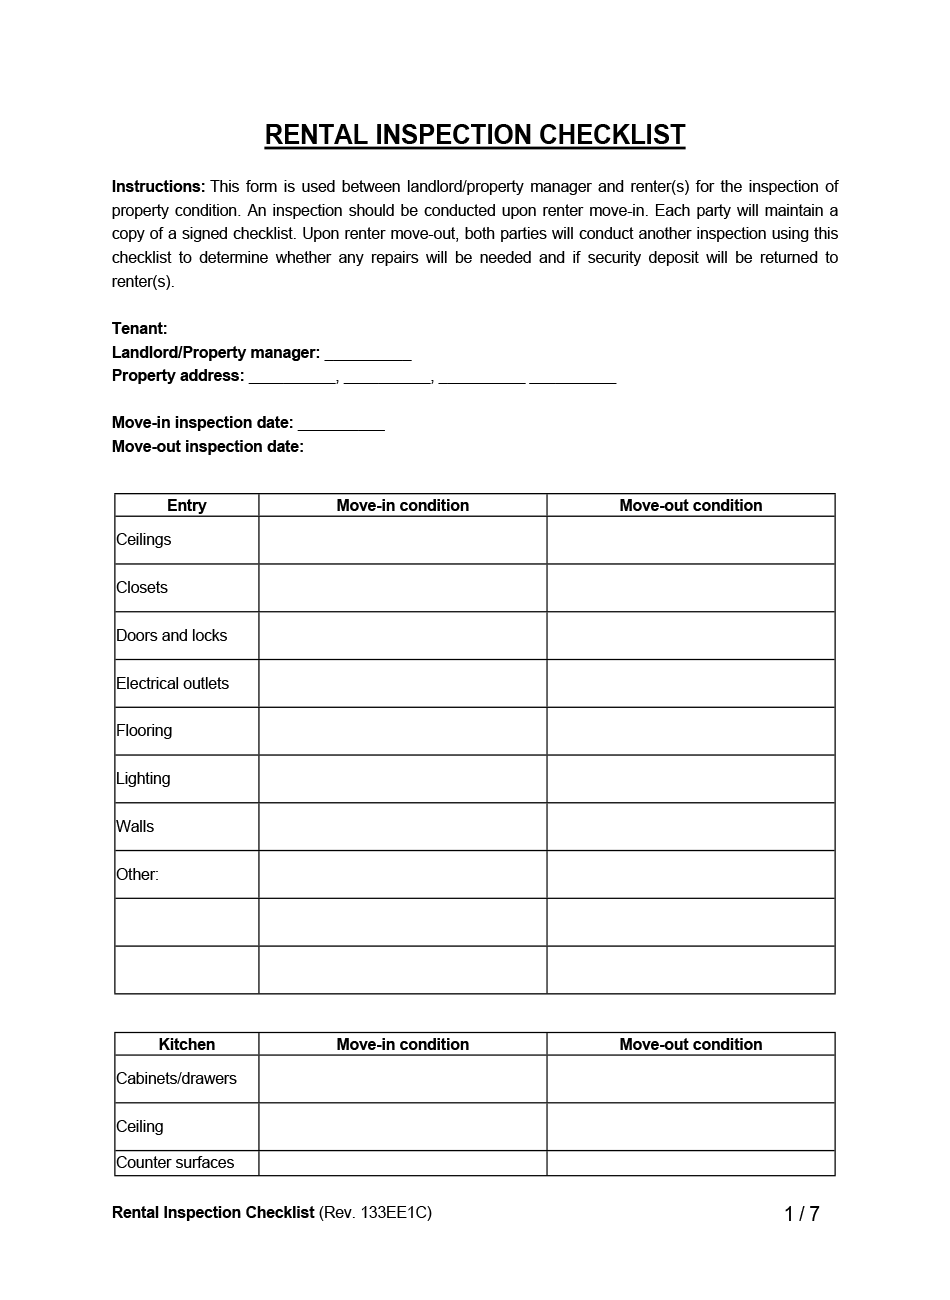 RENTAL INSPECTION CHECKLIST
Instructions: This form is used between landlord/property manager and renter(s) for the inspection of
property condition. An inspection should be conducted upon renter move-in. Each party will maintain a
copy of a signed checklist. Upon renter move-out, both parties will conduct another inspection using this
checklist to determine whether any repairs will be needed and if security deposit will be returned to
renter(s).
Tenant:
Landlord/Property manager: __________
Property address: __________, __________, __________ __________
Move-in inspection date: __________
Move-out inspection date:
Entry Move-in condition Move-out condition
Ceilings
Closets
Doors and locks
Electrical outlets
Flooring
Lighting
Walls
Other:
Kitchen Move-in condition Move-out condition
Cabinets/drawers
Ceiling
Counter surfaces
Rental Inspection Checklist (Rev. 133EE1C) 1 / 7